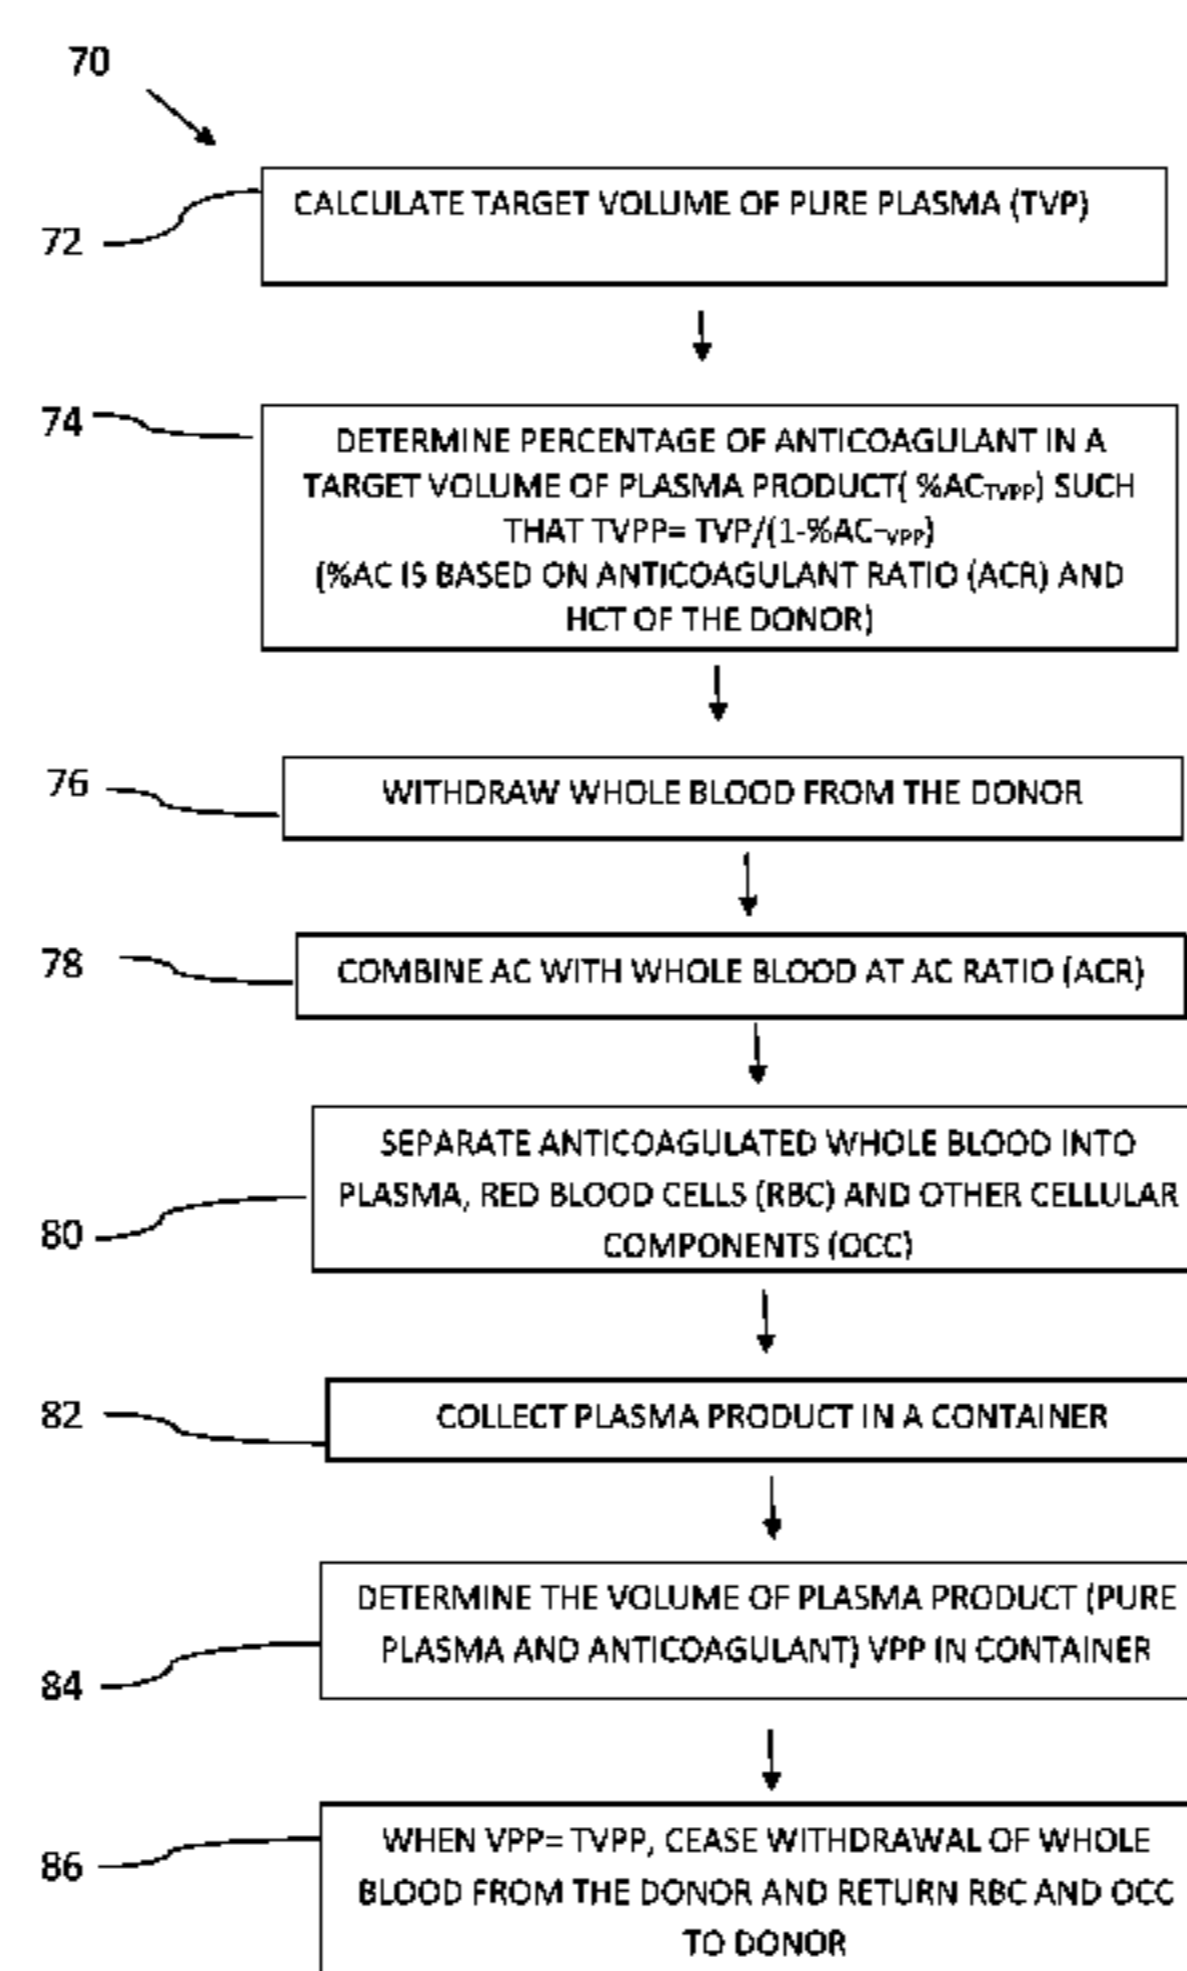 70
72
CALCULATE TARGET VOLUME OF PURE PLASMA (TVP)
74
DETERMINE PERCENTAGE OF ANTICOAGULANT IN A
TARGET VOLUME OF PLASMA PRODUCT( %ACTVPP) SUCH
THAT TVPP= TVP/(1-%AC¬VPP)
(%AC IS BASED ON ANTICOAGULANT RATIO (ACR) AND
HCT OF THE DONOR)
76
WITHDRAW WHOLE BLOOD FROM THE DONOR
78
COMBINE AC WITH WHOLE BLOOD AT AC RATIO (ACR)
80
SEPARATE ANTICOAGULATED WHOLE BLOOD INTO
PLASMA, RED BLOOD CELLS (RBC) AND OTHER CELLULAR
COMPONENTS (OCC)
82
COLLECT PLASMA PRODUCT IN A CONTAINER
84
DETERMINE THE VOLUME OF PLASMA PRODUCT (PURE
PLASMA AND ANTICOAGULANT) VPP IN CONTAINER
86
WHEN VPP= TVPP, CEASE WITHDRAWAL OF WHOLE
BLOOD FROM THE DONOR AND RETURN RBC AND OCC
TO DONOR